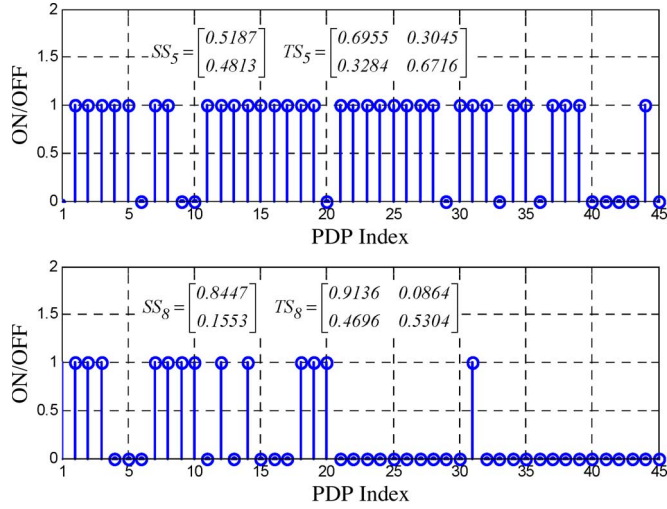 2
1.5
1
0.5
0
ON/OFF
SS5 = [0.5187 0.4813] TS5 = [0.6955 0.3045 0.3284 0.6716]
1 5 10 15 20 25 30 35 40 45
PDP Index
2
1.5
1
0.5
0
ON/OFF
SS8 = [0.8447 0.1553] TS8 = [0.9136 0.0864 0.4696 0.5304]
1 5 10 15 20 25 30 35 40 45
PDP Index